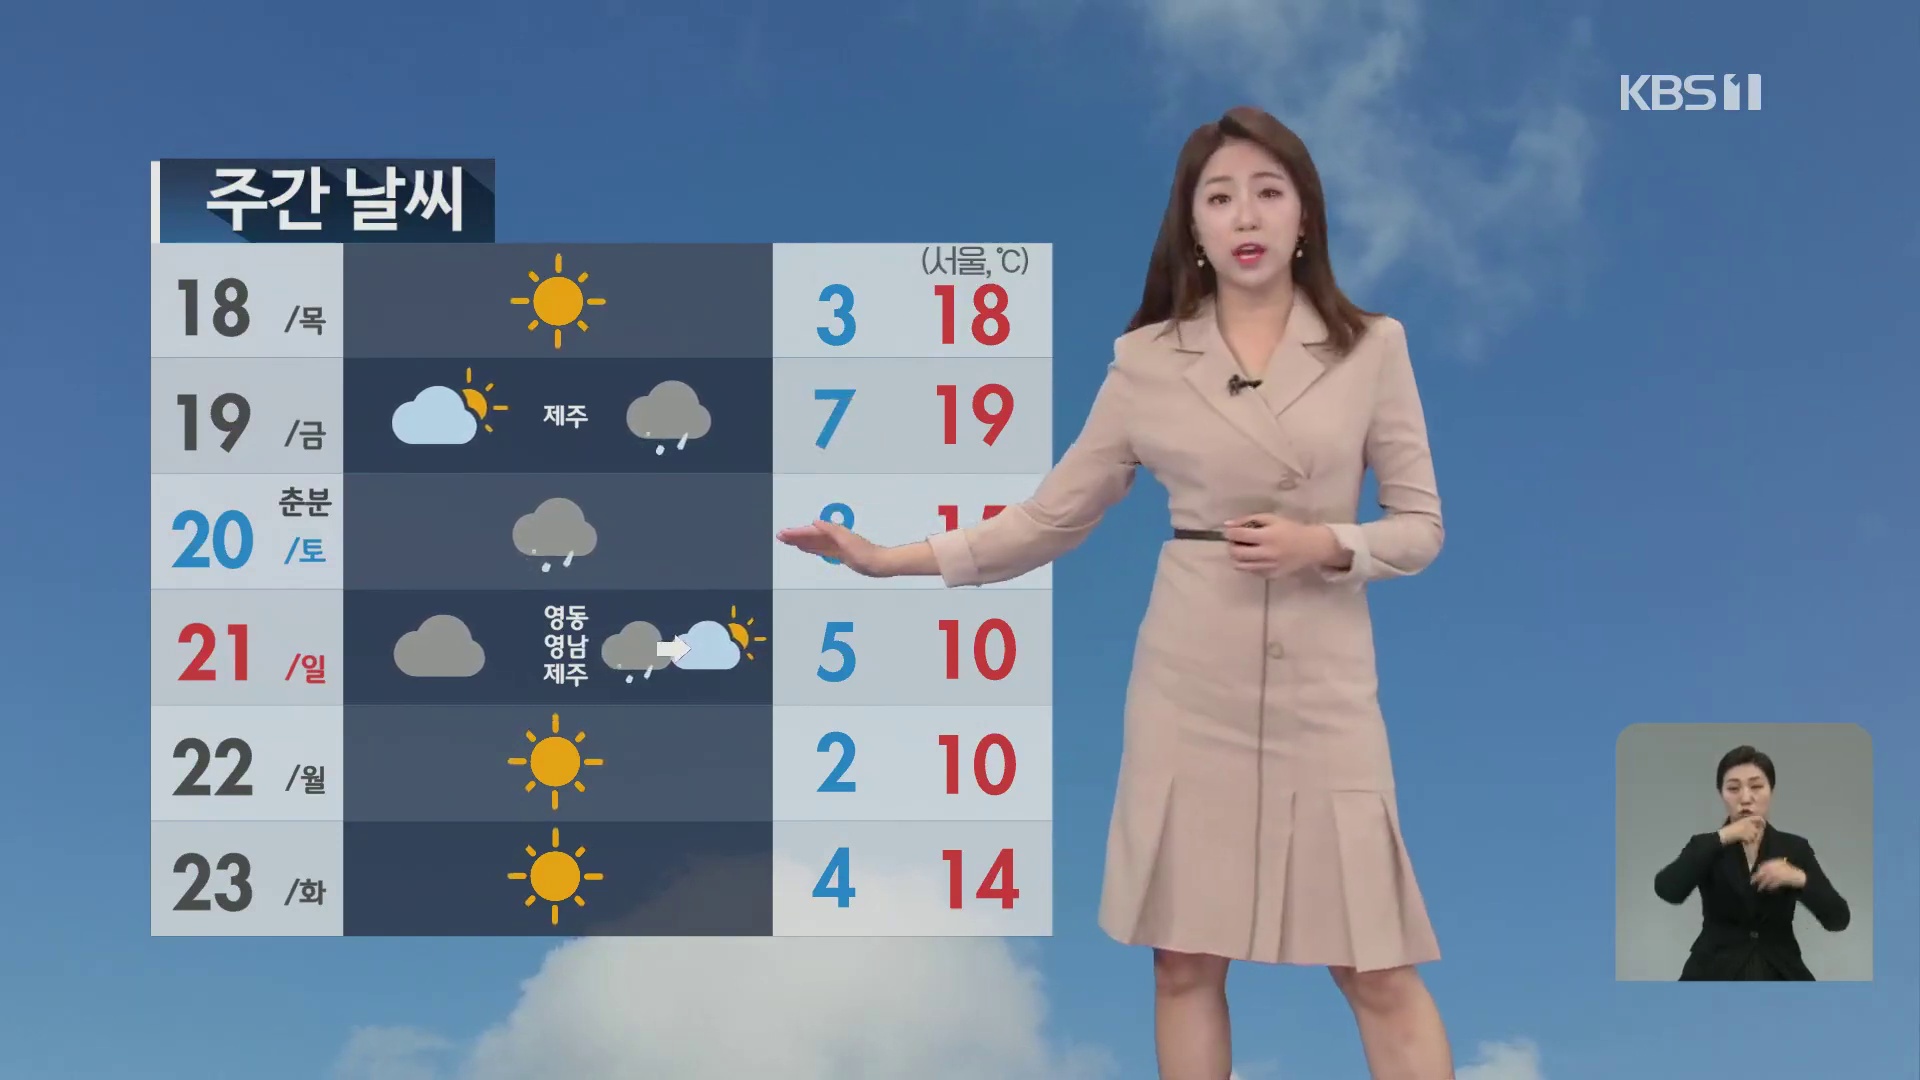 KBS 1
주간 날씨
(서울, ℃)
18 /목 3 18
19 /금 제주 7 19
20 춘분 /토
21 /일 영동 영남 제주 5 10
22 /월 2 10
23 /화 4 14